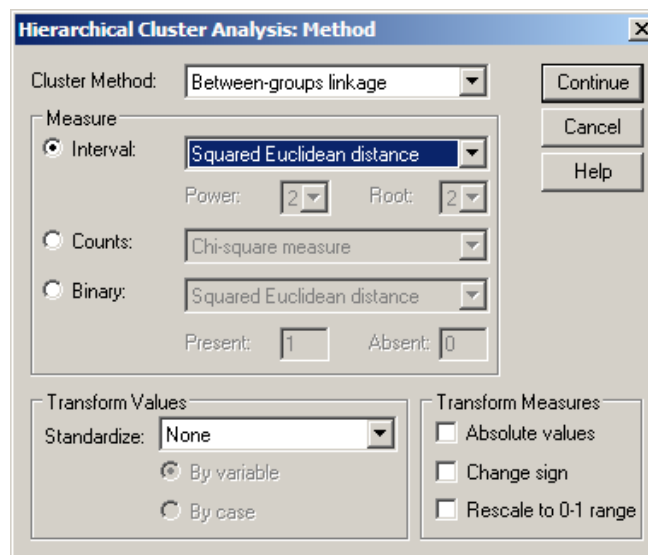 Hierarchical Cluster Analysis: Method
Cluster Method: Between-groups linkage
Continue
Cancel
Help
Measure
Interval: Squared Euclidean distance
Power: 2 Root: 2
Counts: Chi-square measure
Binary: Squared Euclidean distance
Present: 1 Absent: 0
Transform Values
Standardize: None
By variable
By case
Transform Measures
Absolute values
Change sign
Rescale to 0-1 range